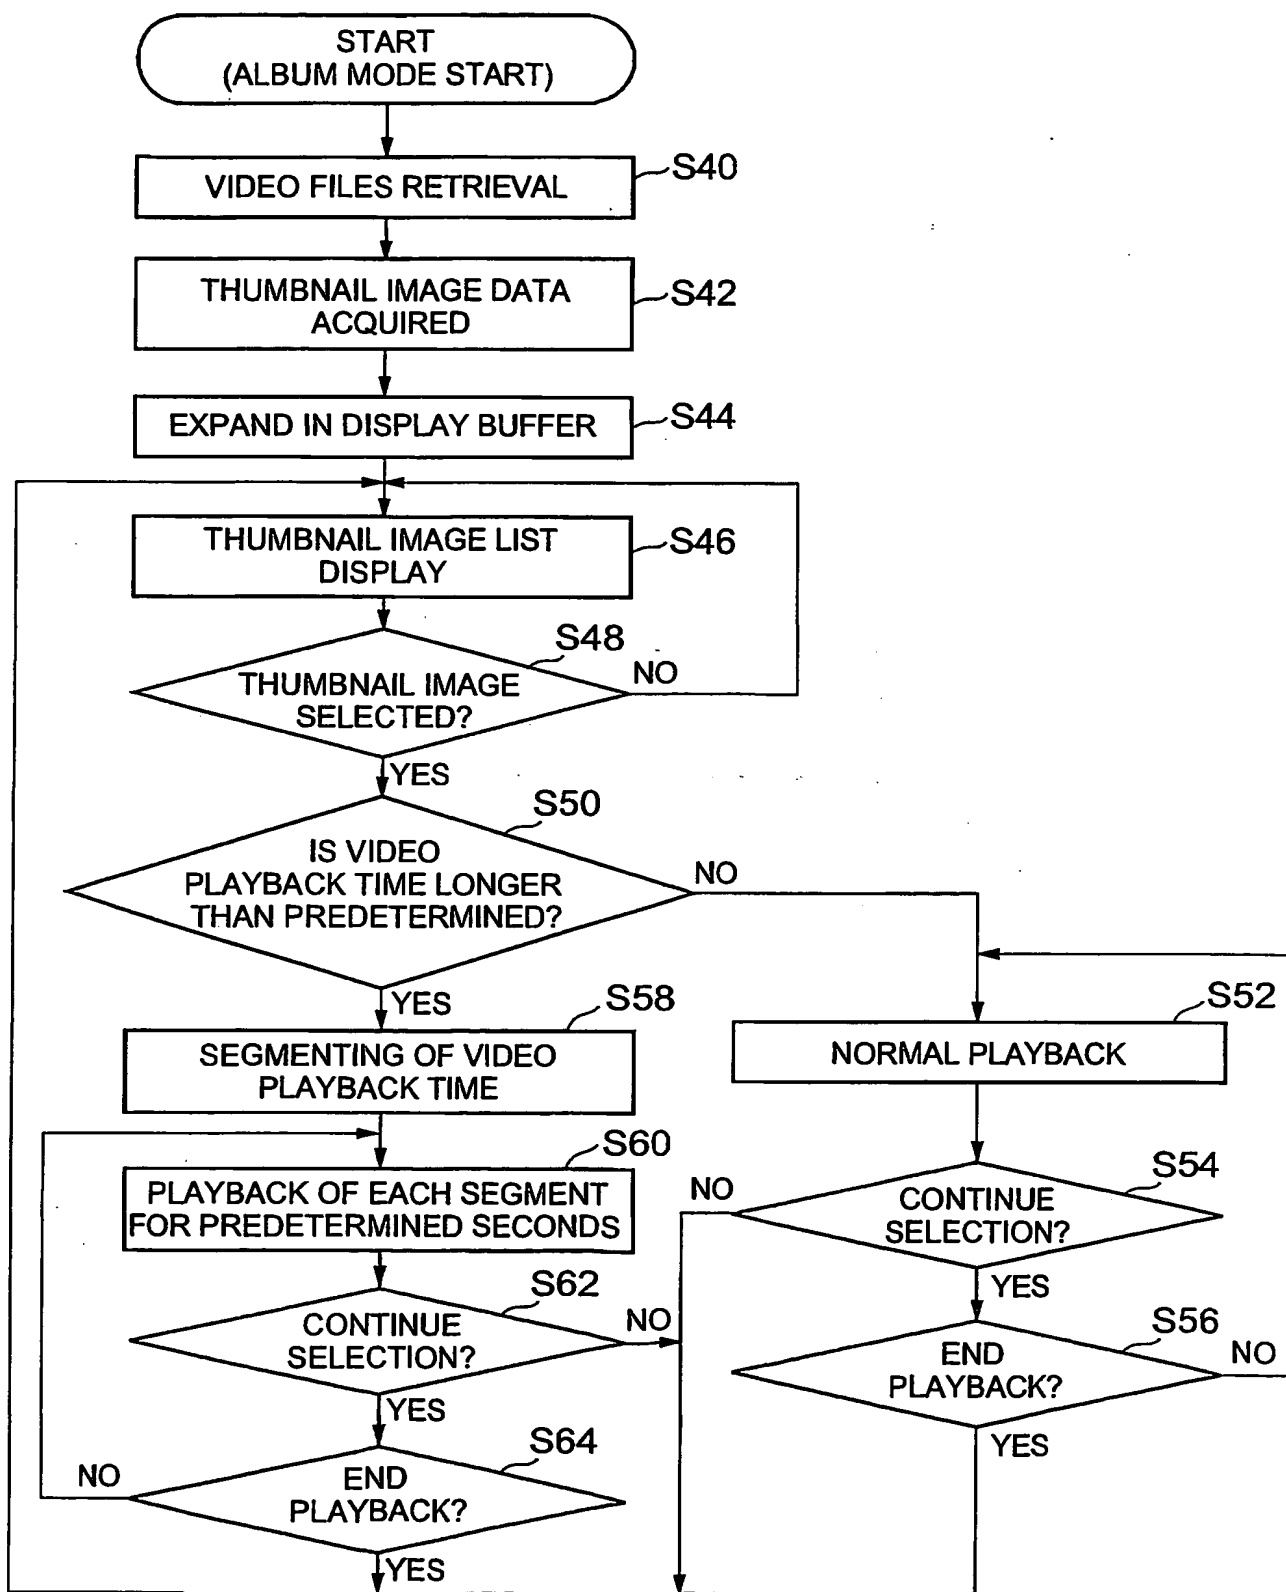 START
(ALBUM MODE START)
VIDEO FILES RETRIEVAL
S40
THUMBNAIL IMAGE DATA
ACQUIRED
S42
EXPAND IN DISPLAY BUFFER
S44
THUMBNAIL IMAGE LIST
DISPLAY
S46
S48
THUMBNAIL IMAGE
SELECTED?
NO
YES
S50
IS VIDEO
PLAYBACK TIME LONGER
THAN PREDETERMINED?
NO
YES
S58
SEGMENTING OF VIDEO
PLAYBACK TIME
S52
NORMAL PLAYBACK
S60
PLAYBACK OF EACH SEGMENT
FOR PREDETERMINED SECONDS
S54
CONTINUE
SELECTION?
NO
YES
S62
CONTINUE
SELECTION?
NO
YES
S56
END
PLAYBACK?
NO
YES
S64
END
PLAYBACK?
NO
YES